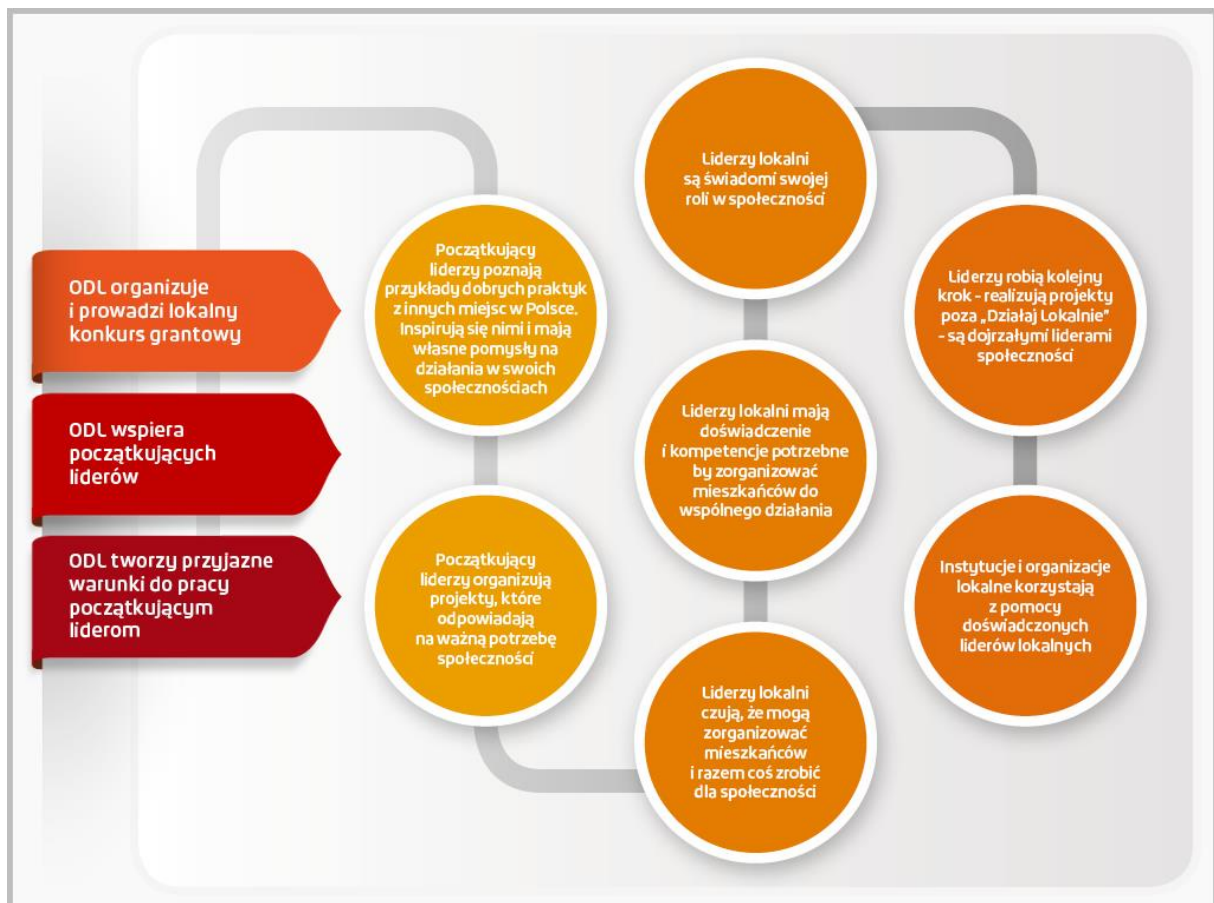 ODL organizuje
i prowadzi lokalny
konkurs grantowy
ODL wspiera
początkujących
liderów
ODL tworzy przyjazne
warunki do pracy
początkującym
liderom
Początkujący
liderzy poznają
przykłady dobrych praktyk
z innych miejsc w Polsce.
Inspirują się nimi i mają
własne pomysły na
działania w swoich
społecznościach
Początkujący
liderzy organizują
projekty, które
odpowiadają
na ważną potrzebę
społeczności
Liderzy lokalni
są świadomi swojej
roli w społeczności
Liderzy lokalni mają
doświadczenie
i kompetencje potrzebne
by zorganizować
mieszkańców do
wspólnego działania
Liderzy lokalni
czują, że mogą
zorganizować
mieszkańców
i razem coś zrobić
dla społeczności
Liderzy robią kolejny
krok - realizują projekty
poza „Działaj Lokalnie”
- są dojrzałymi liderami
społeczności
Instytucje i organizacje
lokalne korzystają
z pomocy
doświadczonych
liderów lokalnych